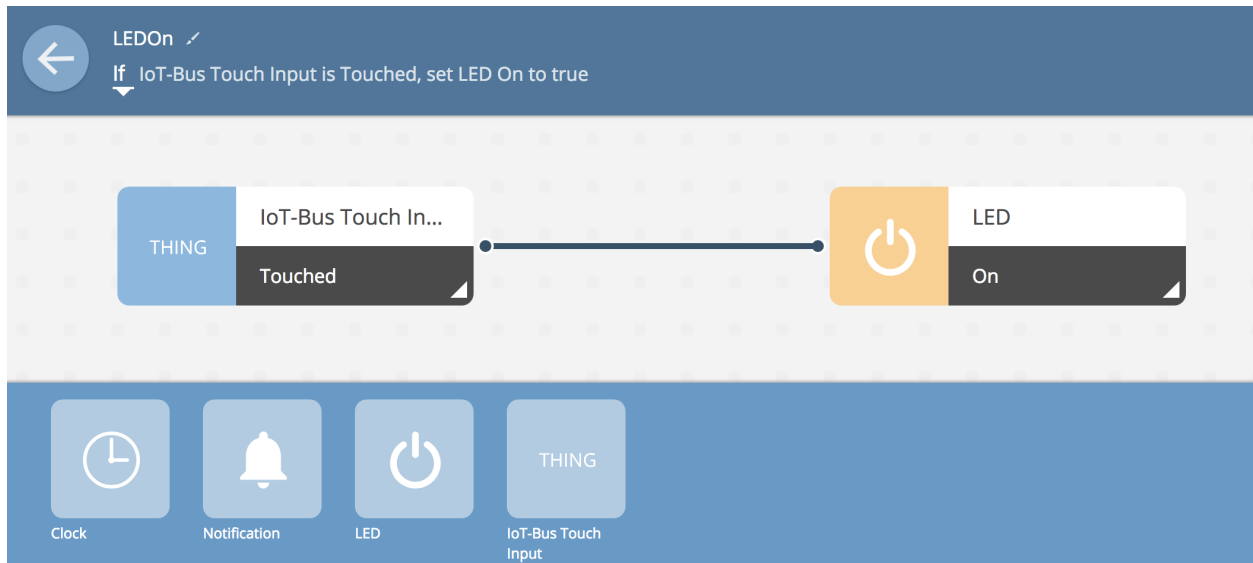 LEDOn
If IoT-Bus Touch Input is Touched, set LED On to true
THING
IoT-Bus Touch In...
Touched
LED
On
THING
Clock
Notification
LED
IoT-Bus Touch
Input